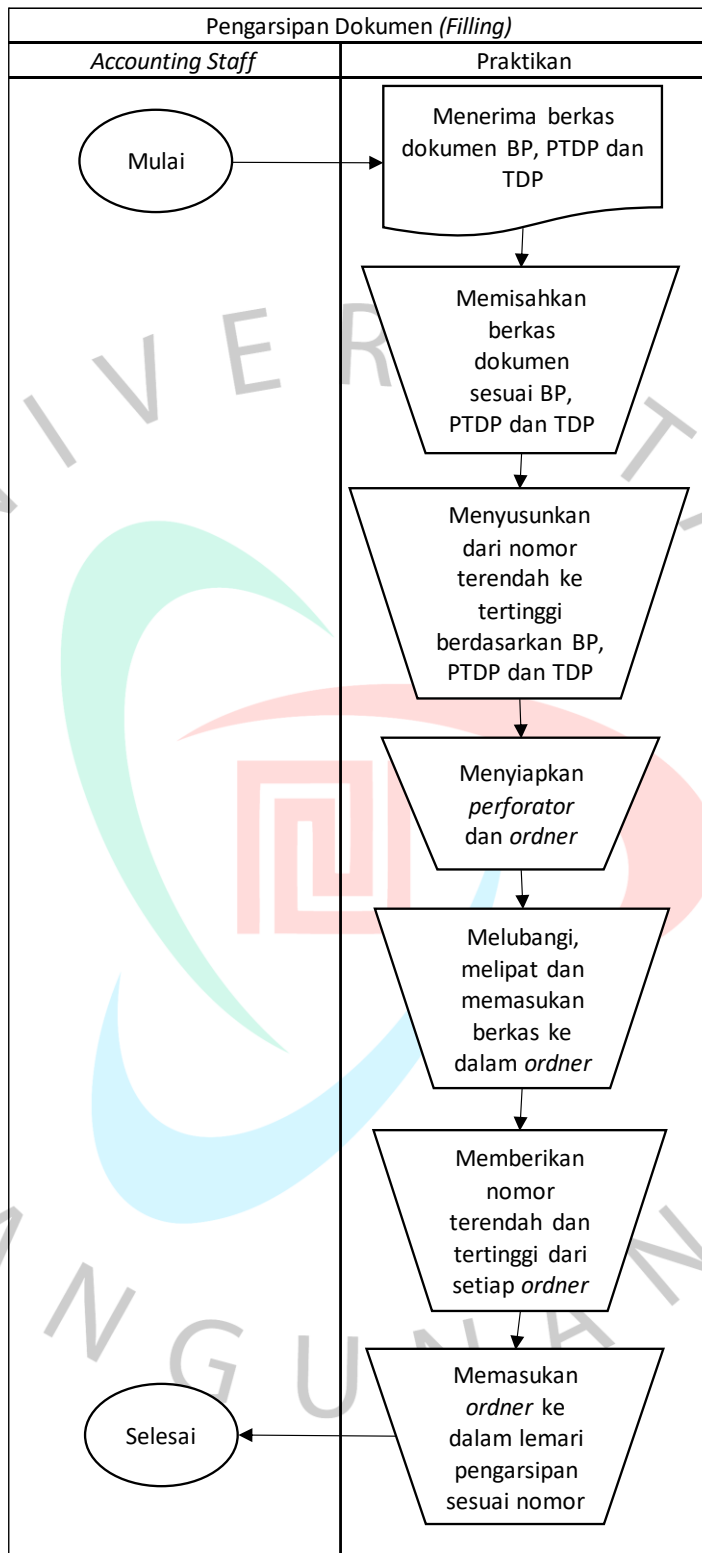 Pengarsipan Dokumen (Filling)
Accounting Staff
Praktikan
Mulai
Menerima berkas
dokumen BP, PTDP dan
TDP
Memisahkan
berkas
dokumen
sesuai BP,
PTDP dan TDP
Menyusunkan
dari nomor
terendah ke
tertinggi
berdasarkan BP,
PTDP dan TDP
Menyiapkan
perforator
dan ordner
Melubangi,
melipat dan
memasukan
berkas ke
dalam ordner
Memberikan
nomor
terendah dan
tertinggi dari
setiap ordner
Memasukan
ordner ke
dalam lemari
pengarsipan
sesuai nomor
Selesai